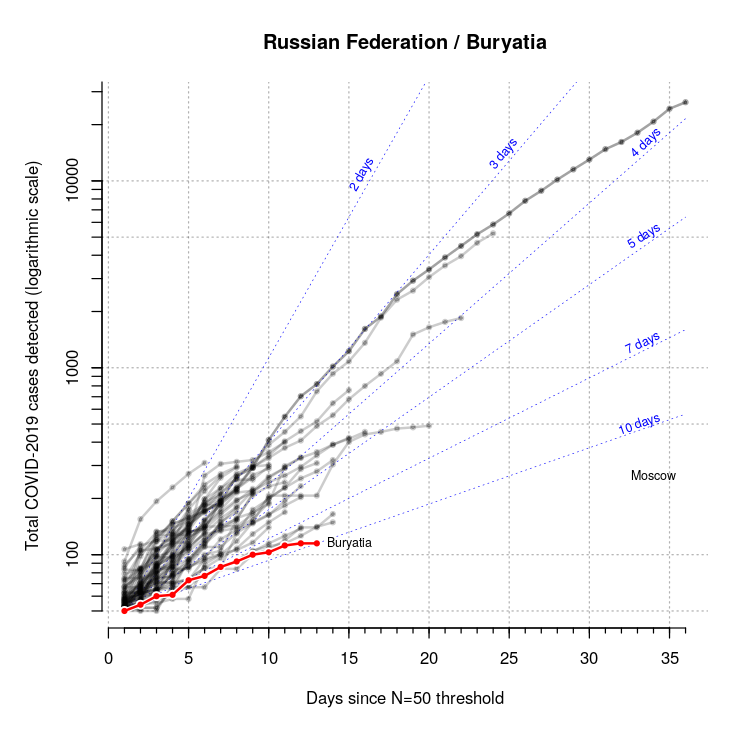 Russian Federation / Buryatia
Total COVID-2019 cases detected (logarithmic scale)
10000
1000
100
2 days
3 days
4 days
5 days
7 days
10 days
Moscow
Buryatia
0 5 10 15 20 25 30 35
Days since N=50 threshold